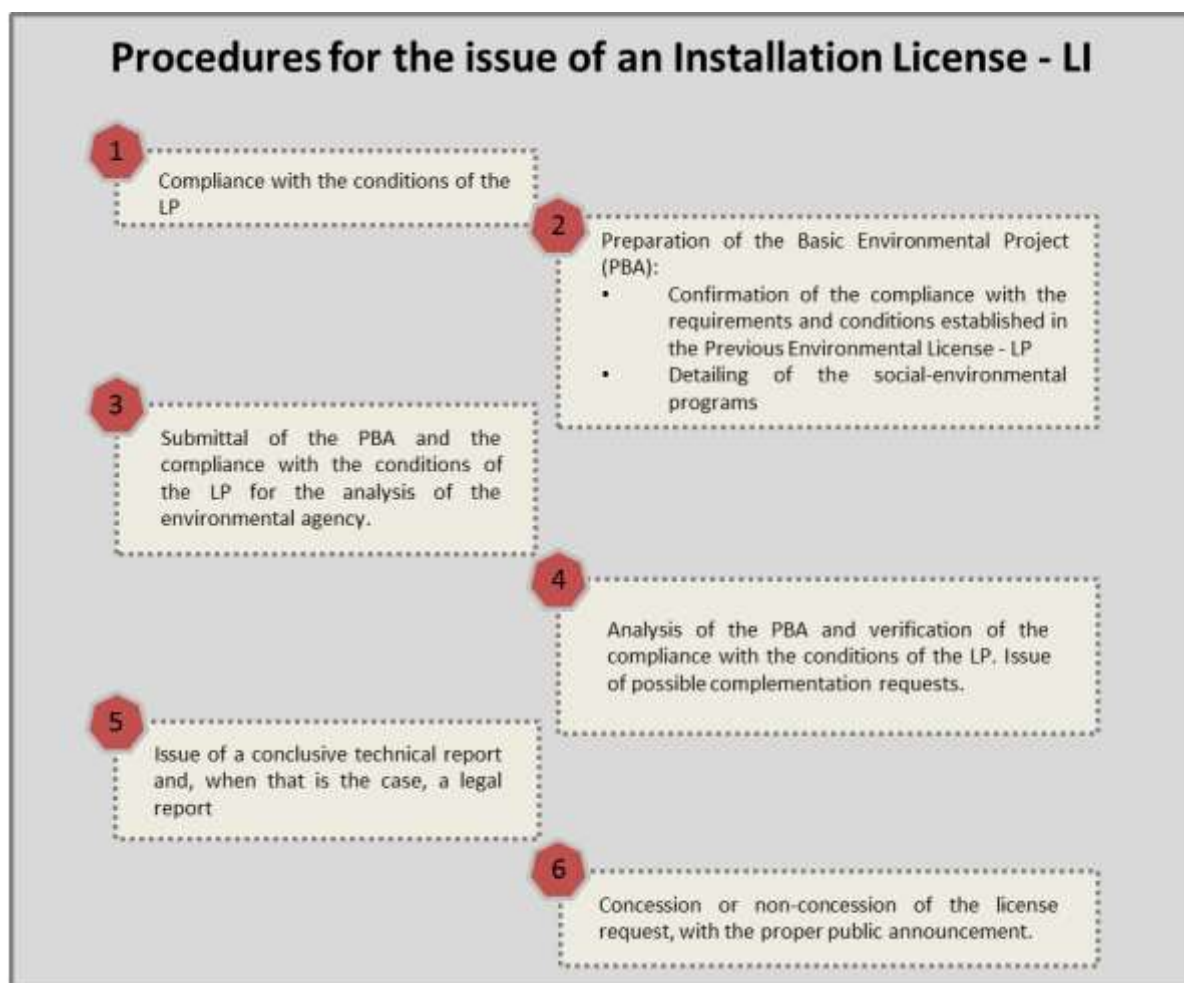 Procedures for the issue of an Installation License - LI
1
Compliance with the conditions of the
LP
2
Preparation of the Basic Environmental Project
(PBA):
• Confirmation of the compliance with the
requirements and conditions established in
the Previous Environmental License - LP
• Detailing of the social-environmental
programs
3
Submittal of the PBA and the
compliance with the conditions of
the LP for the analysis of the
environmental agency.
4
Analysis of the PBA and verification of the
compliance with the conditions of the LP. Issue
of possible complementation requests.
5
Issue of a conclusive technical report
and, when that is the case, a legal
report
6
Concession or non-concession of the license
request, with the proper public announcement.